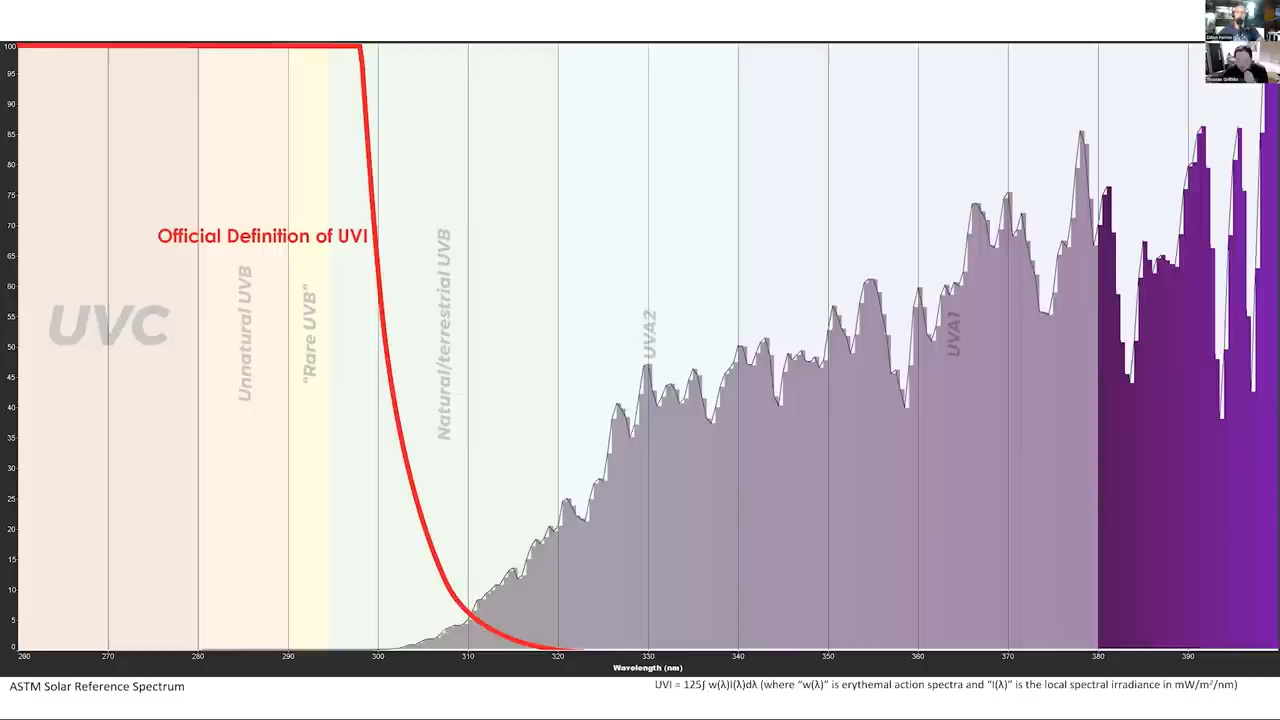 Thomas Griffiths
100
95
90
85
80
75
70
65
60
55
50
45
40
35
30
25
20
15
10
5
0
Official Definition of UVI
UVC
Unnatural UVB
“Rare UVB”
Natural/terrestrial UVB
UVA2
UVA1
260 270 280 290 300 310 320 330 340 350 360 370 380 390
Wavelength (nm)
ASTM Solar Reference Spectrum
UVI = 125∫ w(λ)I(λ)dλ (where “w(λ)” is erythemal action spectra and “I(λ)” is the local spectral irradiance in mW/m²/nm)